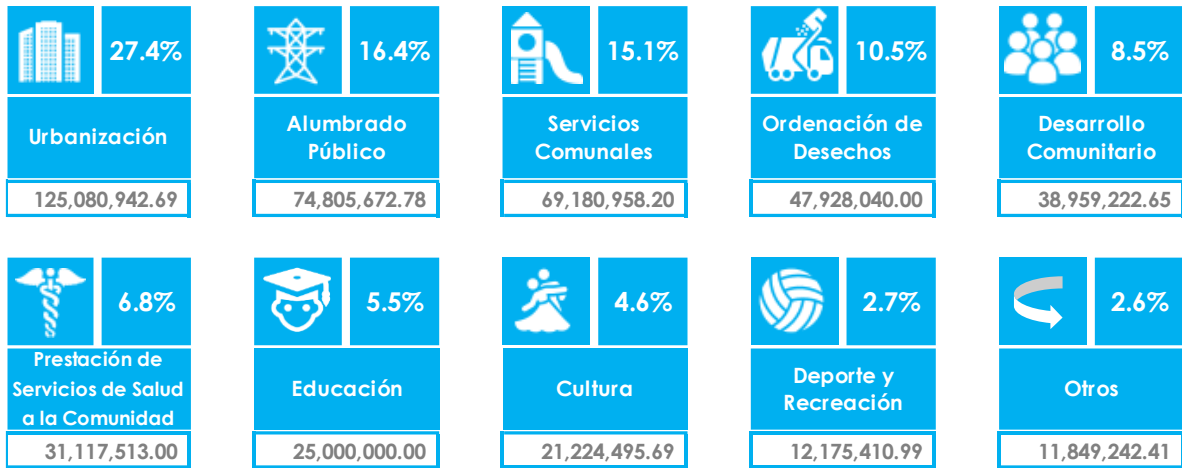 27.4%
Urbanización
125,080,942.69
16.4%
Alumbrado
Público
74,805,672.78
15.1%
Servicios
Comunales
69,180,958.20
10.5%
Ordenación de
Desechos
47,928,040.00
8.5%
Desarrollo
Comunitario
38,959,222.65
6.8%
Prestación de
Servicios de Salud
a la Comunidad
31,117,513.00
5.5%
Educación
25,000,000.00
4.6%
Cultura
21,224,495.69
2.7%
Deporte y
Recreación
12,175,410.99
2.6%
Otros
11,849,242.41